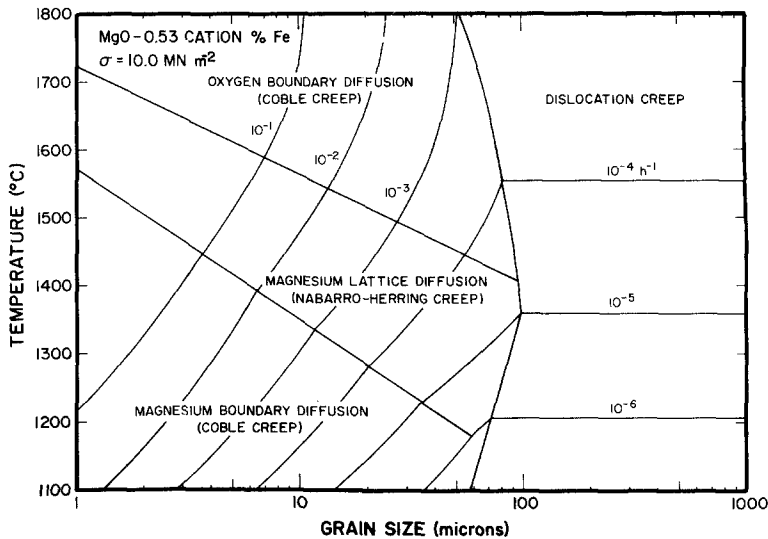 MgO-0.53 CATION % Fe
σ = 10.0 MN m̄²
OXYGEN BOUNDARY DIFFUSION
(COBLE CREEP)
DISLOCATION CREEP
10⁻¹
10⁻²
10⁻³
10⁻⁴ h⁻¹
MAGNESIUM LATTICE DIFFUSION
(NABARRO-HERRING CREEP)
10⁻⁵
MAGNESIUM BOUNDARY DIFFUSION
(COBLE CREEP)
10⁻⁶
TEMPERATURE (°C)
1800
1700
1600
1500
1400
1300
1200
1100
1
10
100
1000
GRAIN SIZE (microns)